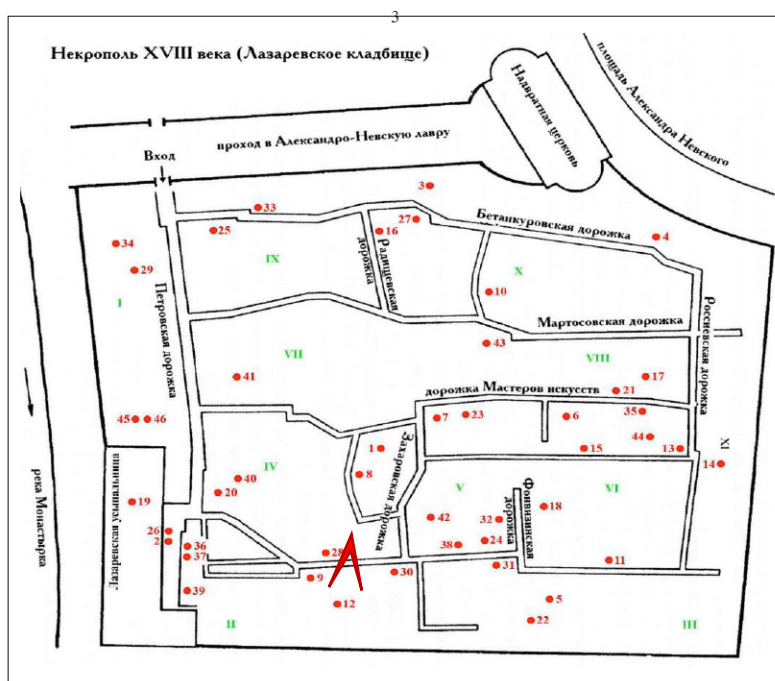 3
Некрополь XVIII века (Лазаревское кладбище)
площадь Александра Невского
Надвратная церковь
проход в Александро-Невскую лавру
Вход
3
33
27
Бетанкуровская дорожка
34
25
16
4
29
IX
Радищевская
дорожка
X
I
10
Петровская дорожка
Мартосовская дорожка
Россиевская дорожка
43
VII
VIII
41
17
21
дорожка Мастеров искусств
45
46
7
23
6
35
44
1
Захаровская дорожка
15
13
XI
IV
8
14
40
20
V
VI
река Монастырка
Лазаревская усыпальница
19
42
32
Фонвизинская
дорожка
18
26
2
36
28
38
24
37
11
9
30
31
39
12
5
II
22
III